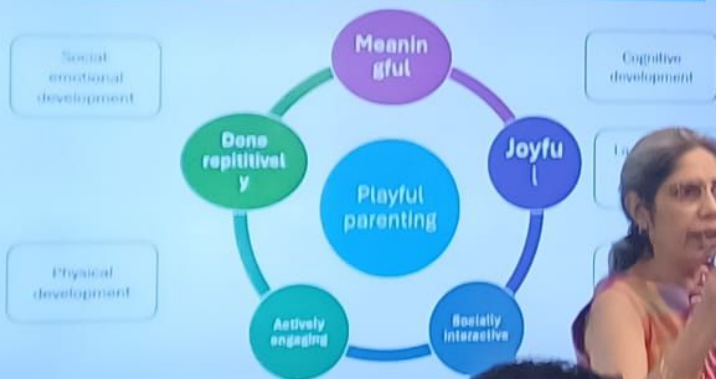 Social
emotional
development
Meanin
gful
Cognitive
development
Done
repititivel
y
Joyfu
l
Playful
parenting
Physical
development
Actively
engaging
Socially
interactive